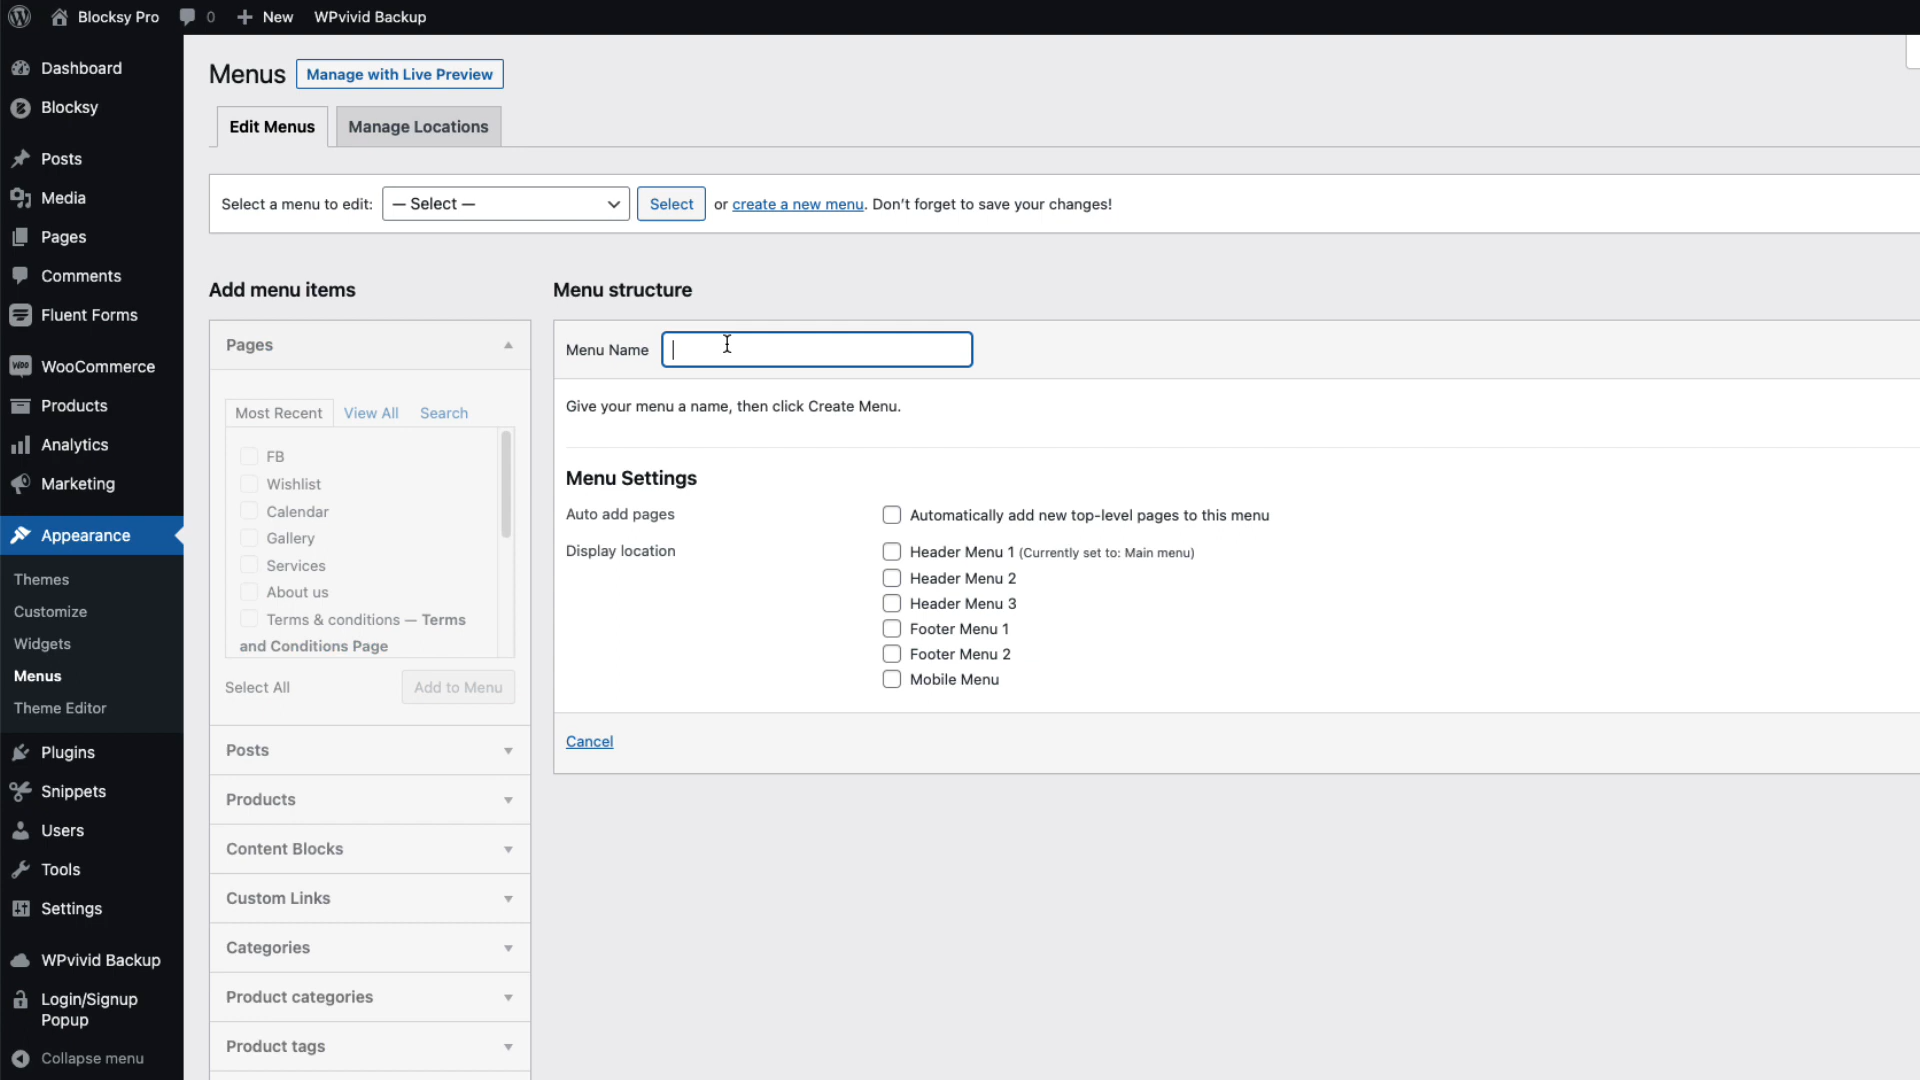 Blocksy Pro
0
New
WPvivid Backup
Dashboard
Blocksy
Posts
Media
Pages
Comments
Fluent Forms
WooCommerce
Products
Analytics
Marketing
Appearance
Themes
Customize
Widgets
Menus
Theme Editor
Plugins
Snippets
Users
Tools
Settings
WPvivid Backup
Login/Signup
Popup
Collapse menu
Menus
Manage with Live Preview
Edit Menus
Manage Locations
Select a menu to edit:
— Select —
Select
or create a new menu. Don’t forget to save your changes!
Add menu items
Pages
Most Recent
View All
Search
FB
Wishlist
Calendar
Gallery
Services
About us
Terms & conditions — Terms
and Conditions Page
Select All
Add to Menu
Posts
Products
Content Blocks
Custom Links
Categories
Product categories
Product tags
Menu structure
Menu Name
Give your menu a name, then click Create Menu.
Menu Settings
Auto add pages
Automatically add new top-level pages to this menu
Display location
Header Menu 1 (Currently set to: Main menu)
Header Menu 2
Header Menu 3
Footer Menu 1
Footer Menu 2
Mobile Menu
Cancel